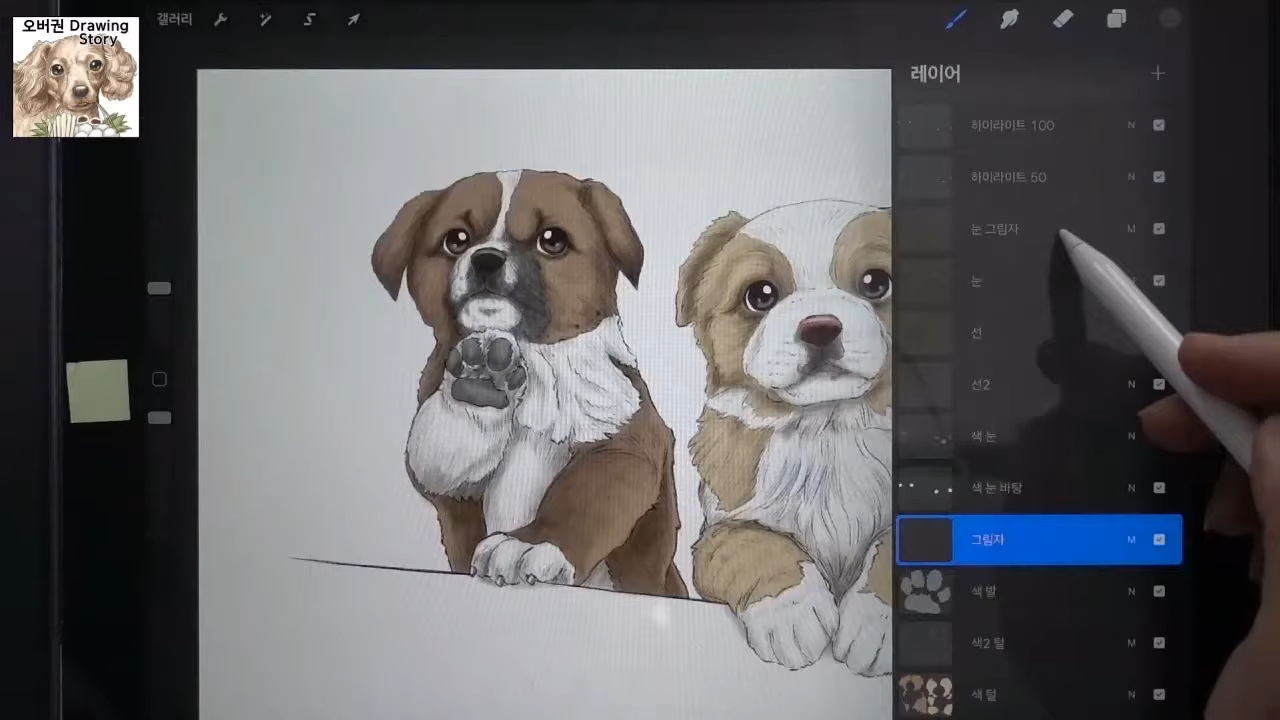 오버권 Drawing
Story
갤러리
레이어
하이라이트 100 N
하이라이트 50 N
눈 그림자 M
눈
선
선2 N
색 눈 N
색 눈 바탕 N
그림자 M
색 발 N
색2 털 M
색 털 N